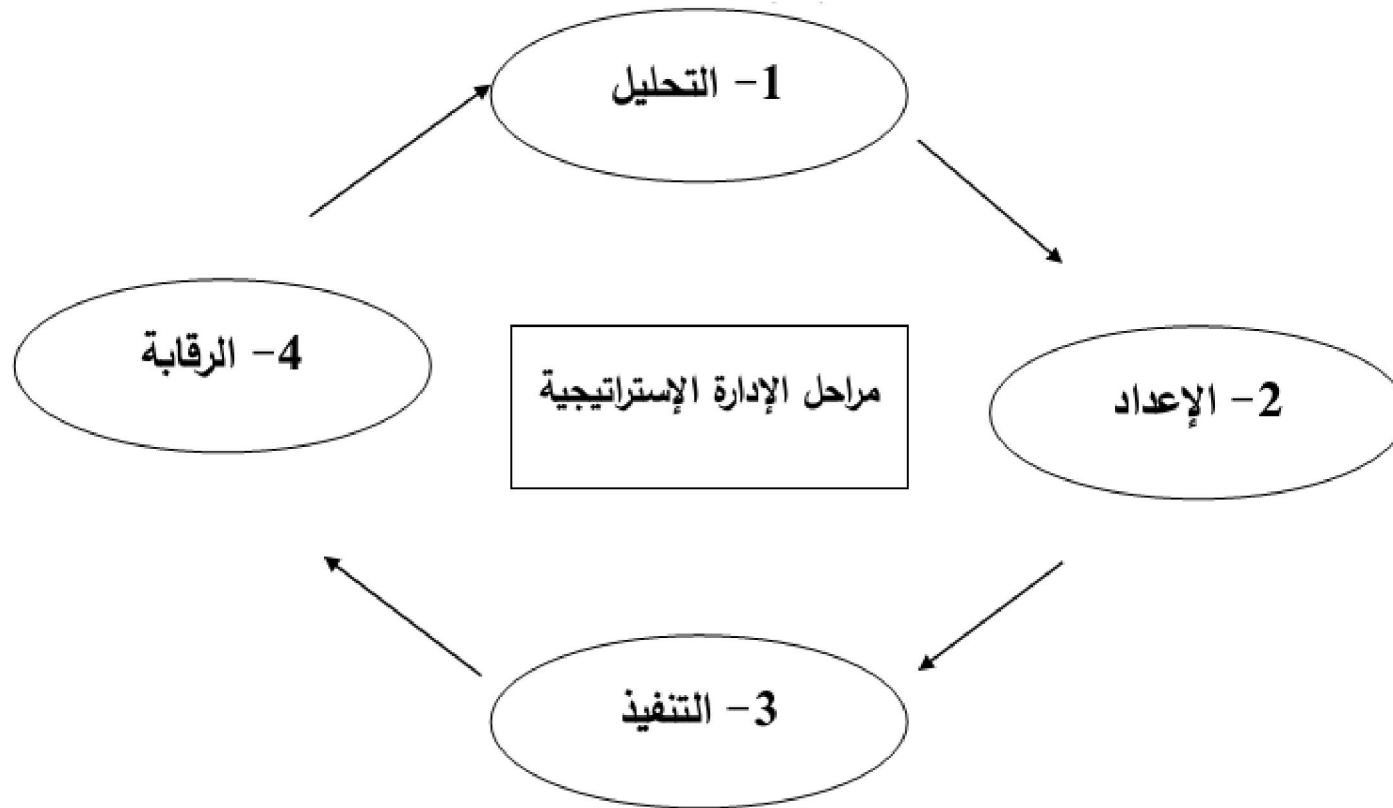 1- التحليل
2- الإعداد
3- التنفيذ
4- الرقابة
مراحل الإدارة الإستراتيجية